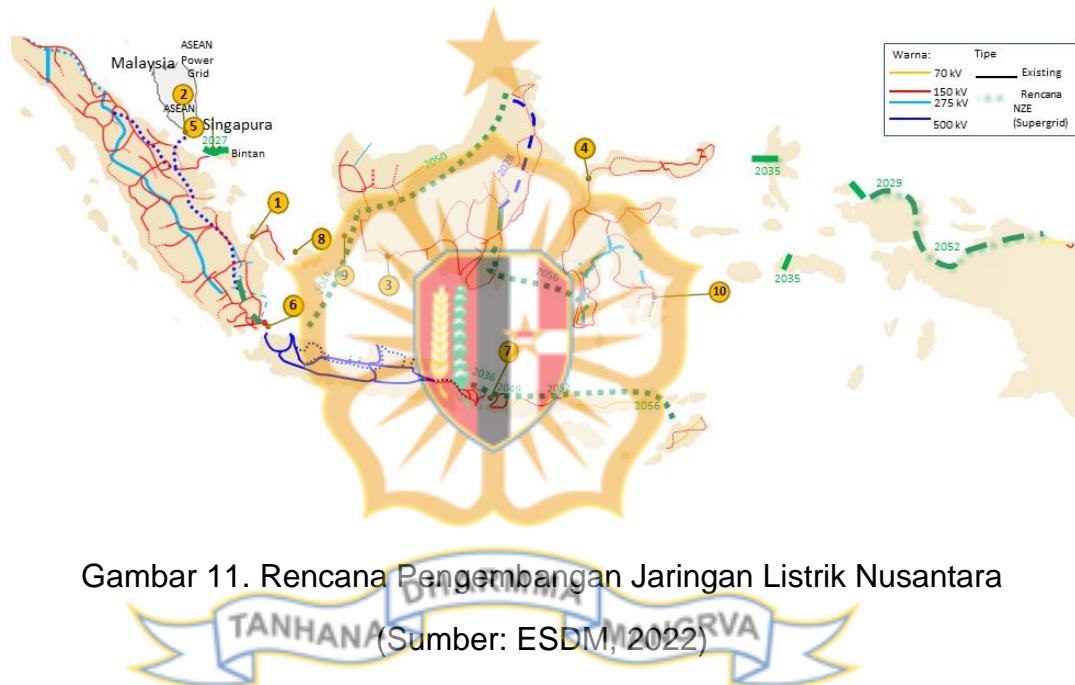 ASEAN
Power
Grid
Malaysia
2
ASEAN
5
Singapura
2027
Bintan
Warna:
Tipe
70 kV
Existing
150 kV
275 kV
Rencana
NZE
(Supergrid)
500 kV
2050
2028
4
2035
2029
1
8
9
3
2052
2035
2056
10
6
7
2036
2056
Gambar 11. Rencana Pengembangan Jaringan Listrik Nusantara
DHARMMA
TANHANA
MANGRVA
(Sumber: ESDM, 2022)